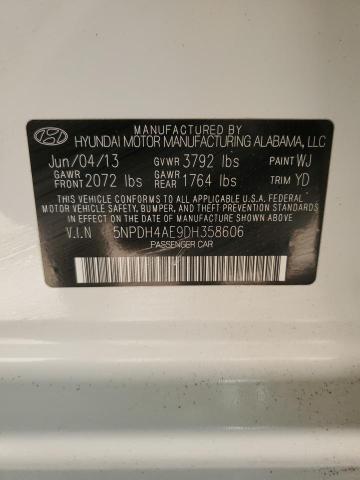 MANUFACTURED BY
HYUNDAI MOTOR MANUFACTURING ALABAMA, LLC
Jun/04/13 GVWR 3792 lbs PAINT WJ
GAWR FRONT 2072 lbs GAWR REAR 1764 lbs TRIM YD
THIS VEHICLE CONFORMS TO ALL APPLICABLE U.S.A. FEDERAL
MOTOR VEHICLE SAFETY, BUMPER, AND THEFT PREVENTION
STANDARDS IN EFFECT ON THE DATE OF MANUFACTURE SHOWN ABOVE.
V.I.N 5NPDH4AE9DH358606
PASSENGER CAR